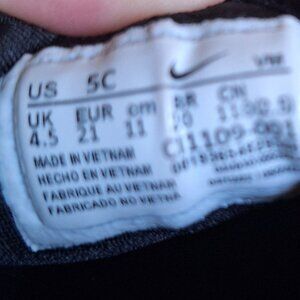 US 5C
UK EUR cm BR CN
4.5 21 11
MADE IN VIETNAM
HECHO EN VIETNAM
FABRIQUE AU VIETNAM
FABRICADO NO VIETNAM
CI1109-001